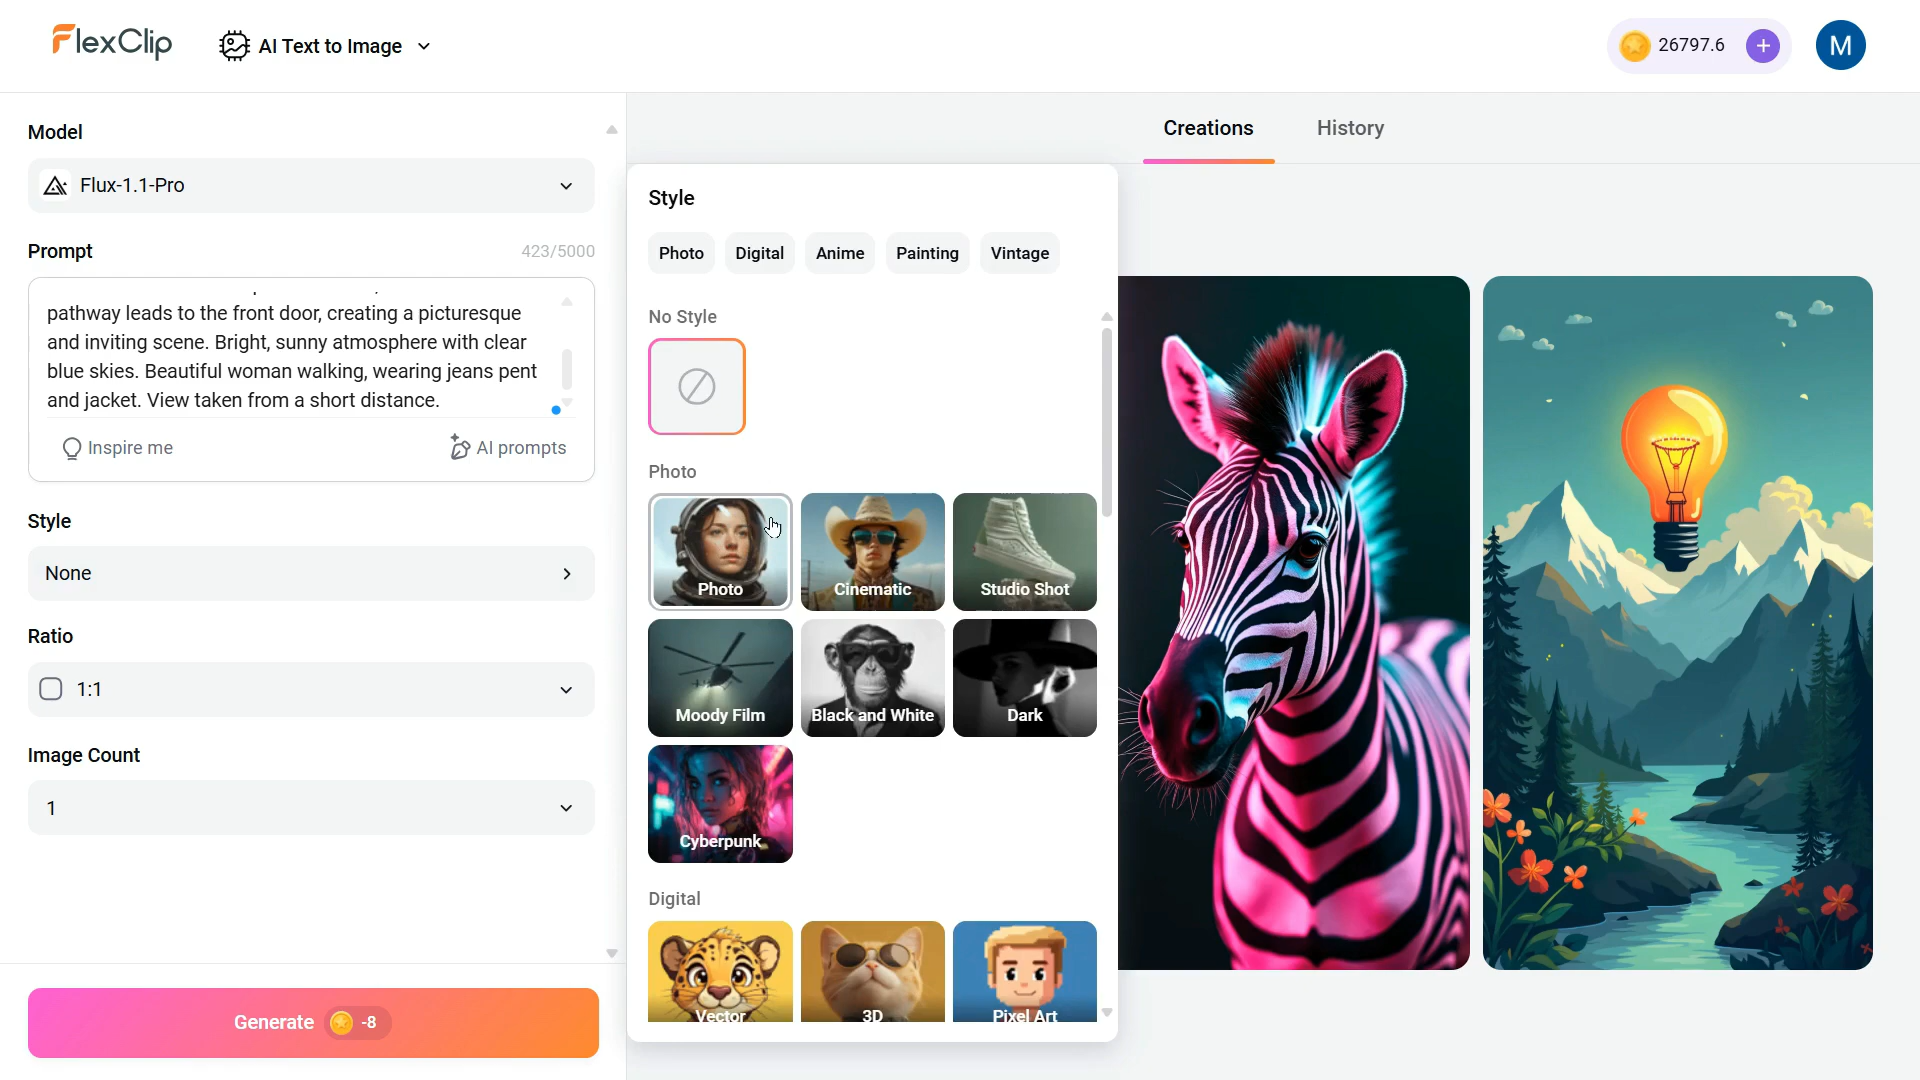 FlexClip
AI Text to Image
26797.6
M
Model
Flux-1.1-Pro
Prompt
423/5000
pathway leads to the front door, creating a picturesque
and inviting scene. Bright, sunny atmosphere with clear
blue skies. Beautiful woman walking, wearing jeans pent
and jacket. View taken from a short distance.
Inspire me
AI prompts
Style
None
Ratio
1:1
Image Count
1
Generate -8
Style
Photo Digital Anime Painting Vintage
No Style
Photo
Photo Cinematic Studio Shot
Moody Film Black and White Dark
Cyberpunk
Digital
Vector 3D Pixel Art
Creations History